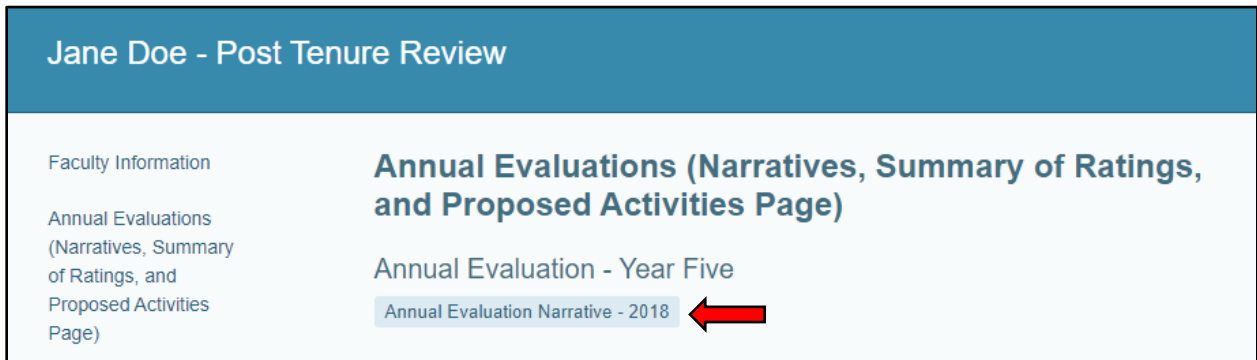 Jane Doe - Post Tenure Review
Faculty Information
Annual Evaluations
(Narratives, Summary
of Ratings, and
Proposed Activities
Page)
Annual Evaluations (Narratives, Summary of Ratings,
and Proposed Activities Page)
Annual Evaluation - Year Five
Annual Evaluation Narrative - 2018